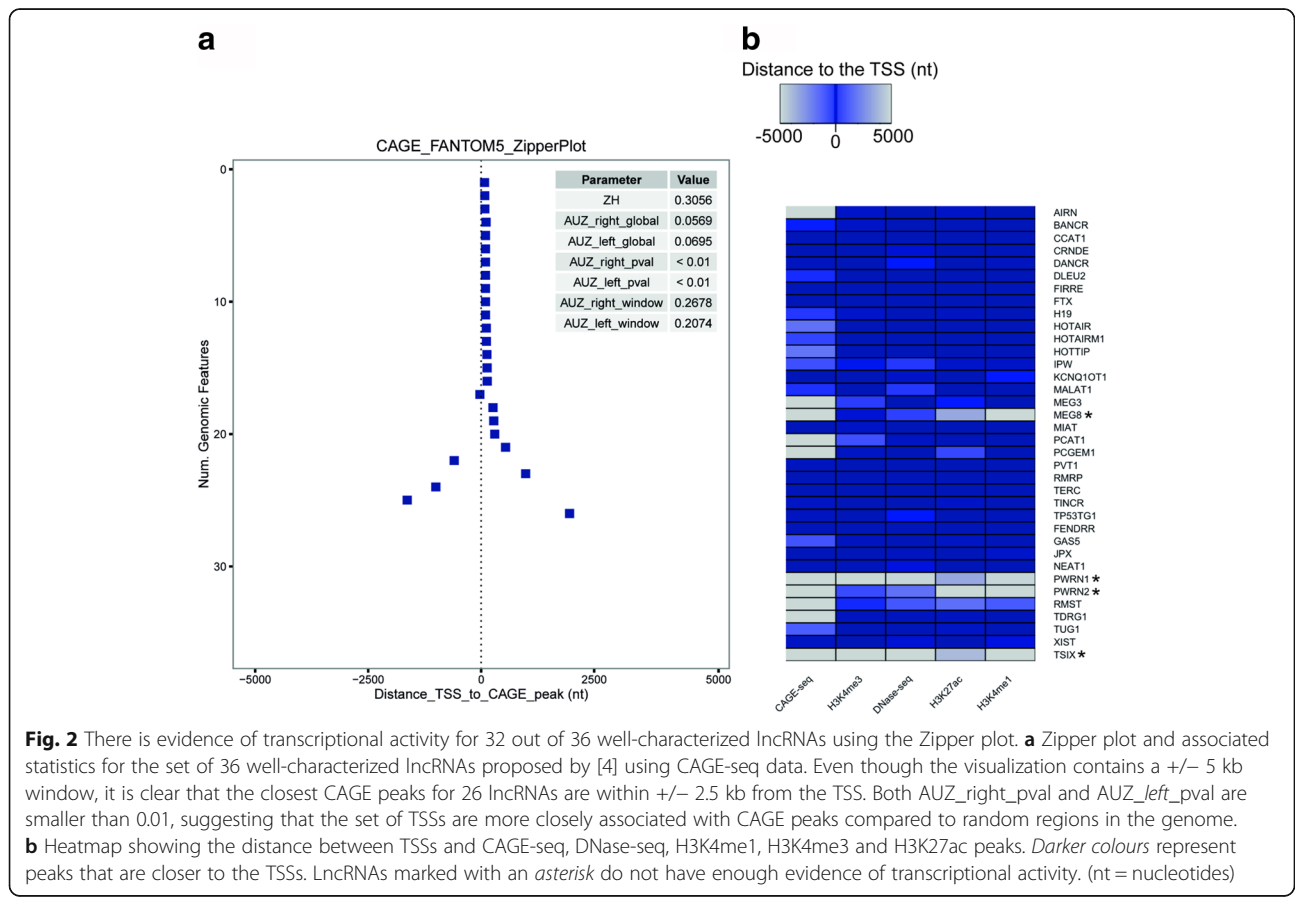 a
CAGE_FANTOM5_ZipperPlot
0
10
20
30
Num. Genomic Features
Parameter Value
ZH 0.3056
AUZ_right_global 0.0569
AUZ_left_global 0.0695
AUZ_right_pval < 0.01
AUZ_left_pval < 0.01
AUZ_right_window 0.2678
AUZ_left_window 0.2074
−5000 −2500 0 2500 5000
Distance_TSS_to_CAGE_peak (nt)
b
Distance to the TSS (nt)
-5000 0 5000
AIRN
BANCR
CCAT1
CRNDE
DANCR
DLEU2
FIRRE
FTX
H19
HOTAIR
HOTAIRM1
HOTTIP
IPW
KCNQ1OT1
MALAT1
MEG3
MEG8 *
MIAT
PCAT1
PCGEM1
PVT1
RMRP
TERC
TINCR
TP53TG1
FENDRR
GAS5
JPX
NEAT1
PWRN1 *
PWRN2 *
RMST
TDRG1
TUG1
XIST
TSIX *
CAGE-seq H3K4me3 DNase-seq H3K27ac H3K4me1
Fig. 2 There is evidence of transcriptional activity for 32 out of 36 well-characterized lncRNAs using the Zipper plot. a Zipper plot and associated
statistics for the set of 36 well-characterized lncRNAs proposed by [4] using CAGE-seq data. Even though the visualization contains a +/− 5 kb
window, it is clear that the closest CAGE peaks for 26 lncRNAs are within +/− 2.5 kb from the TSS. Both AUZ_right_pval and AUZ_left_pval are
smaller than 0.01, suggesting that the set of TSSs are more closely associated with CAGE peaks compared to random regions in the genome.
b Heatmap showing the distance between TSSs and CAGE-seq, DNase-seq, H3K4me1, H3K4me3 and H3K27ac peaks. Darker colours represent
peaks that are closer to the TSSs. LncRNAs marked with an asterisk do not have enough evidence of transcriptional activity. (nt = nucleotides)